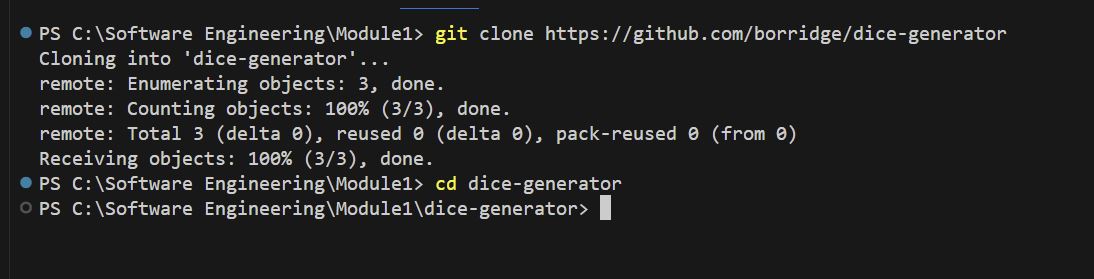 PS C:\Software Engineering\Module1> git clone https://github.com/borridge/dice-generator
Cloning into 'dice-generator'...
remote: Enumerating objects: 3, done.
remote: Counting objects: 100% (3/3), done.
remote: Total 3 (delta 0), reused 0 (delta 0), pack-reused 0 (from 0)
Receiving objects: 100% (3/3), done.
PS C:\Software Engineering\Module1> cd dice-generator
PS C:\Software Engineering\Module1\dice-generator>